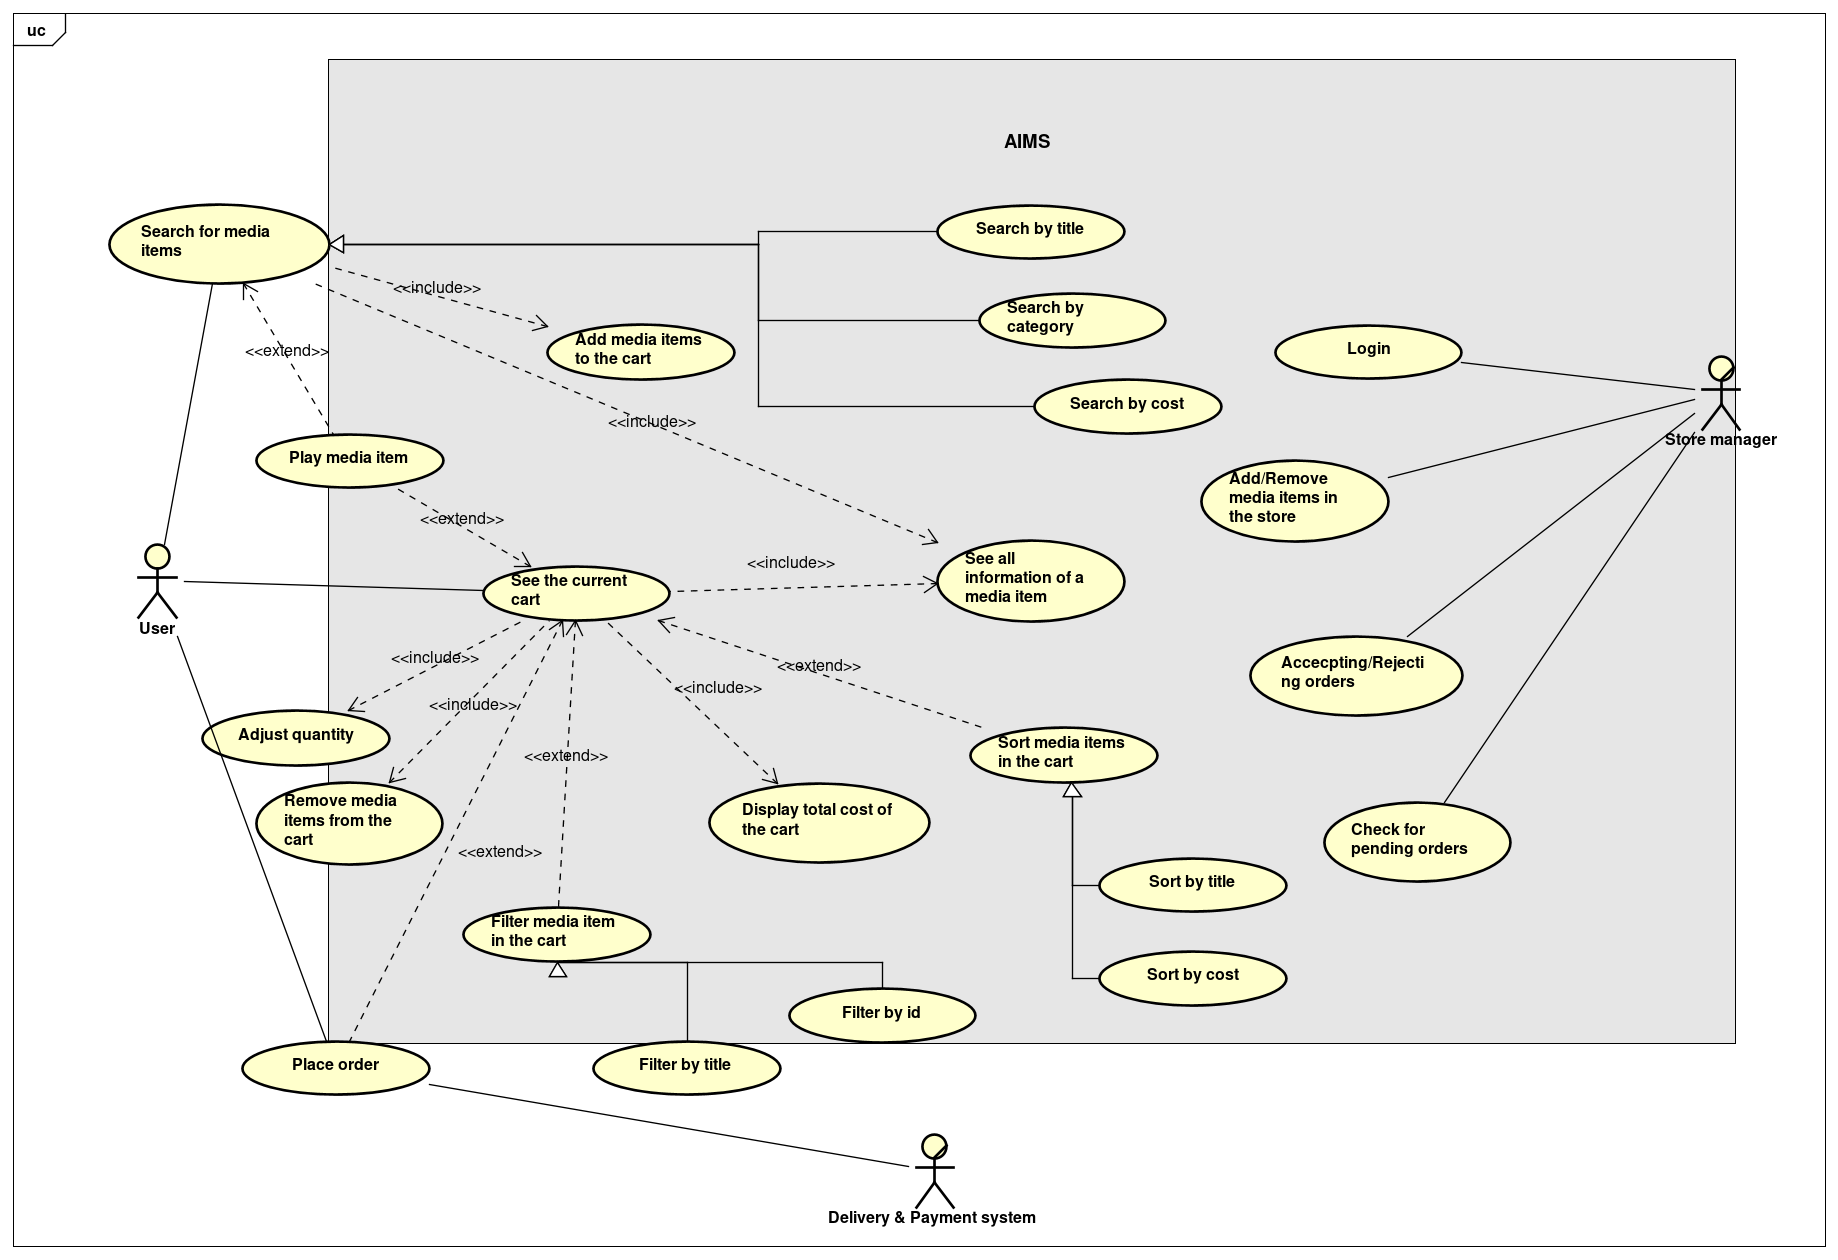 uc
AIMS
Search for media
items
Search by title
<<include>>
Search by
category
Add media items
to the cart
<<extend>>
Login
Search by cost
<<include>>
Store manager
Play media item
Add/Remove
media items in
the store
<<extend>>
See all
information of a
media item
<<include>>
See the current
cart
User
<<include>>
<<extend>>
Accecpting/Rejecti
ng orders
<<include>>
<<include>>
Adjust quantity
Sort media items
in the cart
<<extend>>
Remove media
items from the
cart
Display total cost of
the cart
Check for
pending orders
<<extend>>
Sort by title
Filter media item
in the cart
Sort by cost
Filter by id
Place order
Filter by title
Delivery & Payment system